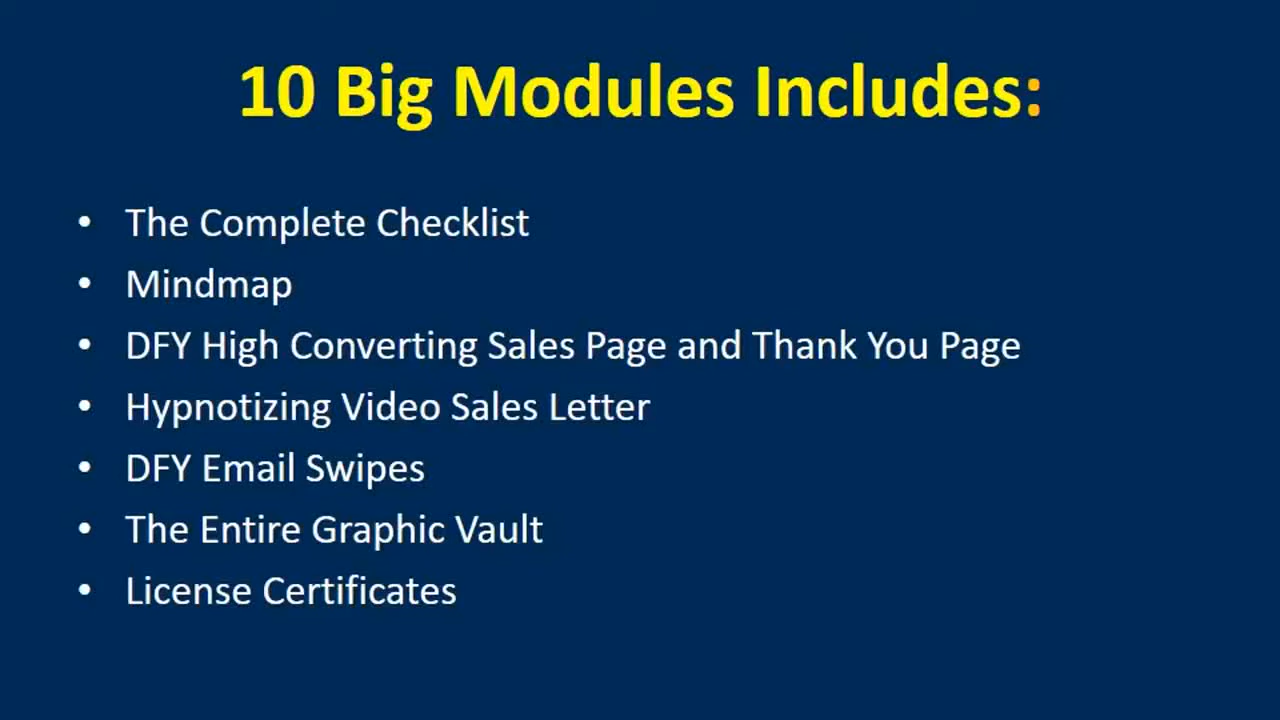 10 Big Modules Includes:
• The Complete Checklist
• Mindmap
• DFY High Converting Sales Page and Thank You Page
• Hypnotizing Video Sales Letter
• DFY Email Swipes
• The Entire Graphic Vault
• License Certificates